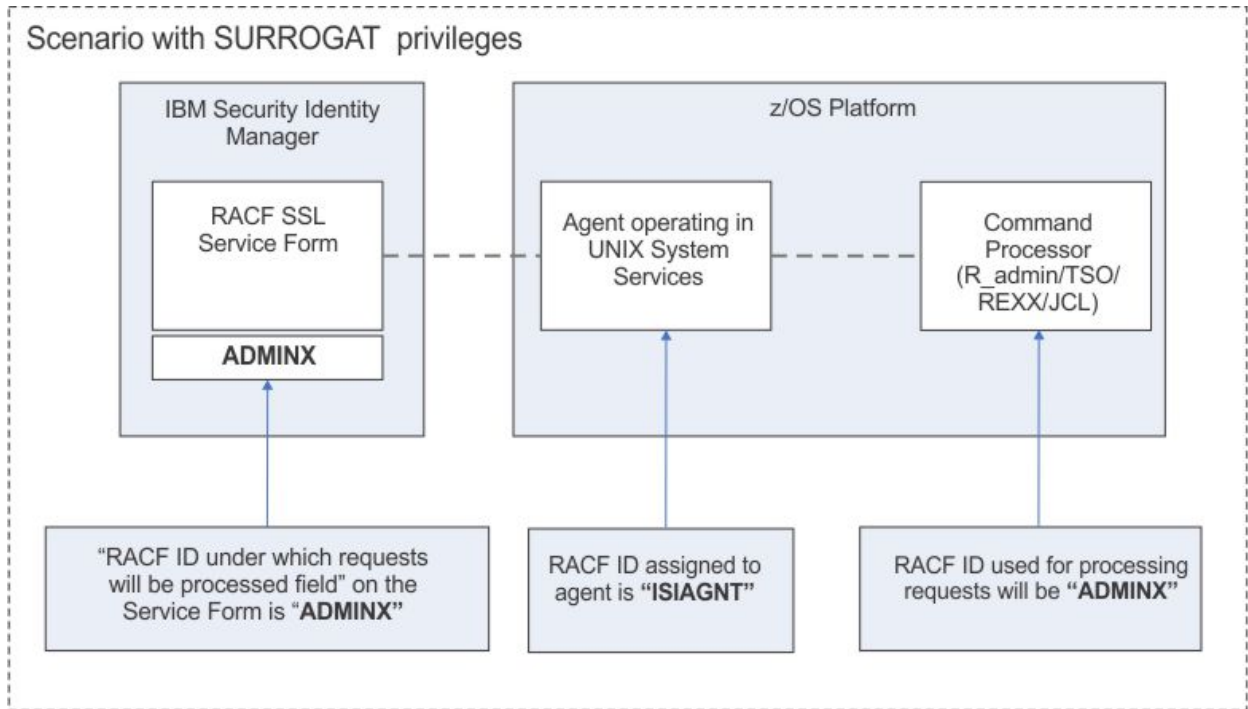 Scenario with SURROGAT privileges
IBM Security Identity
Manager
RACF SSL
Service Form
ADMINX
z/OS Platform
Agent operating in
UNIX System
Services
Command
Processor
(R_admin/TSO/
REXX/JCL)
“RACF ID under which requests
will be processed field” on the
Service Form is “ADMINX”
RACF ID assigned to
agent is “ISIAGNT”
RACF ID used for processing
requests will be “ADMINX”